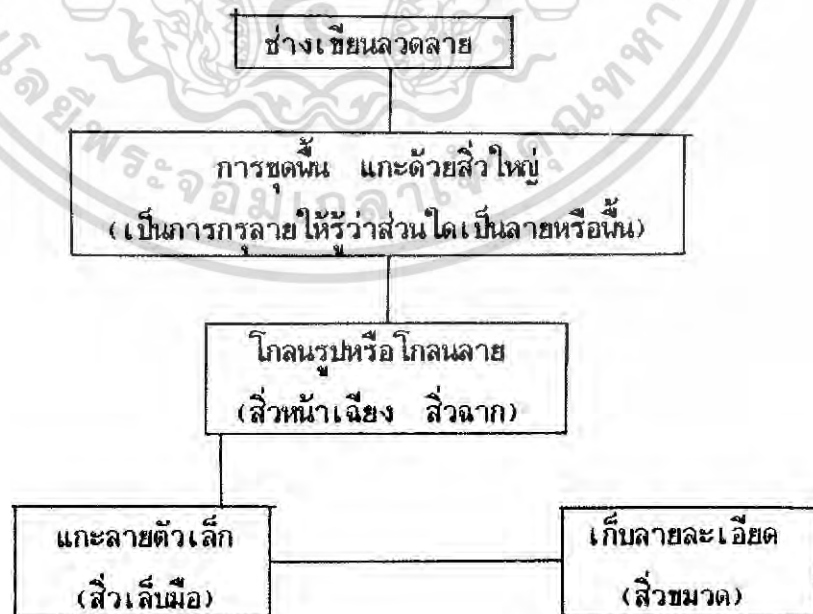 ช่างเขียนลวดลาย
การขุดพื้น แกะด้วยสิ่วใหญ่
(เป็นการกรุลายให้รู้ว่าส่วนใดเป็นลายหรือพื้น)
โกลนรูปหรือโกลนลาย
(สิ่วหน้าเฉียง สิ่วฉาก)
แกะลายตัวเล็ก
(สิ่วเล็บมือ)
เก็บลายละเอียด
(สิ่วขมวด)